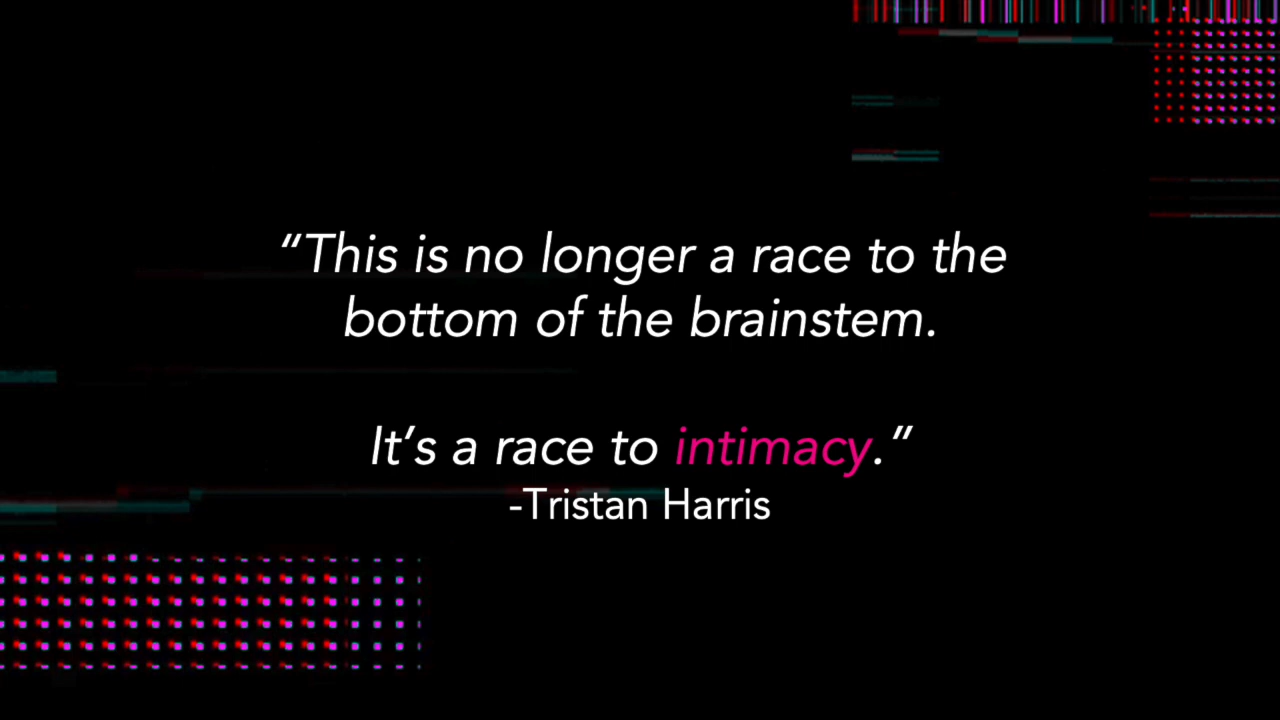 “This is no longer a race to the
bottom of the brainstem.
It’s a race to intimacy.”
-Tristan Harris